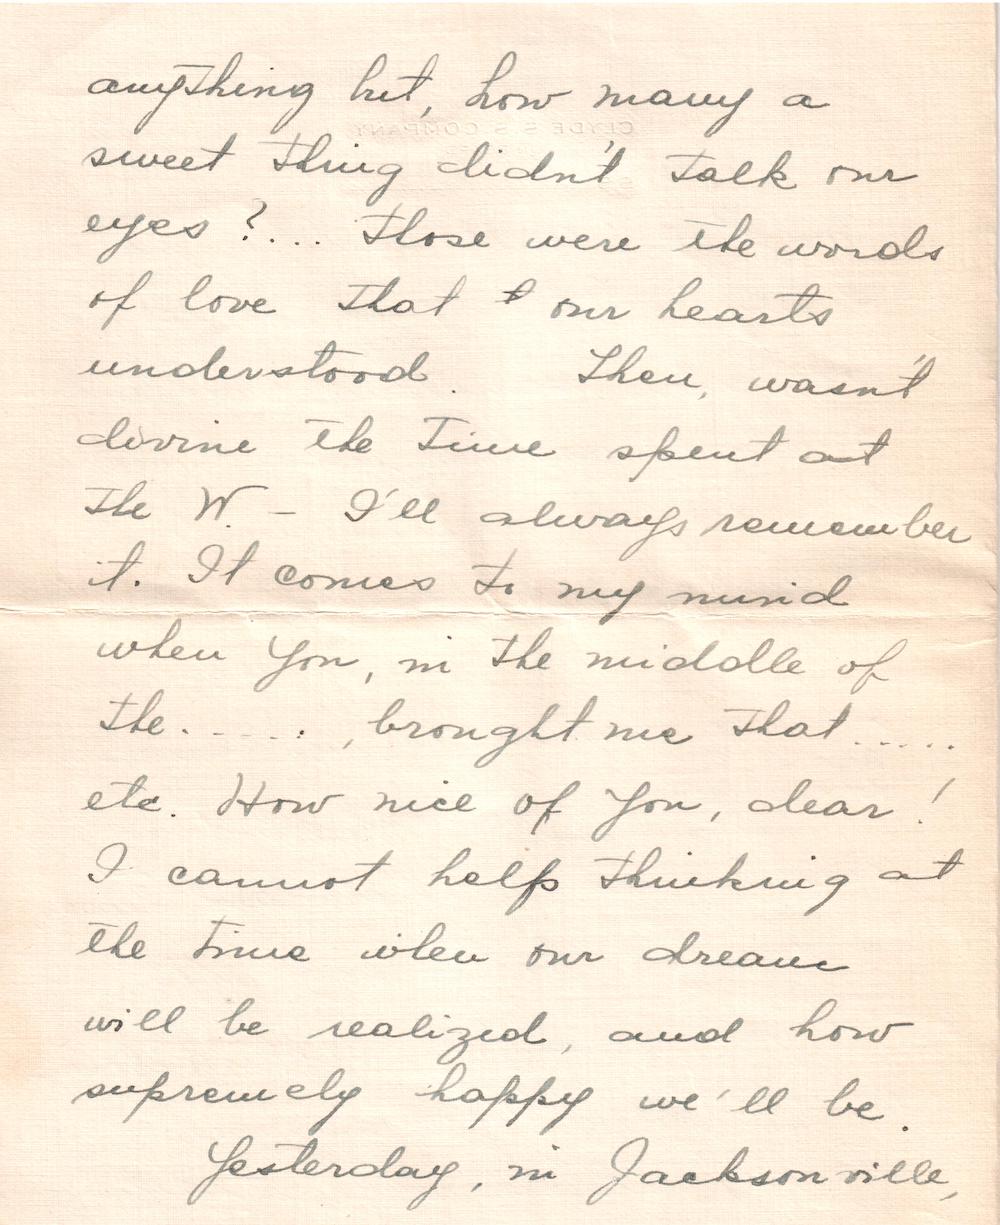 anything but, how many a
sweet thing didn't talk our
eyes ?... Those were the words
of love that our hearts
understood. Then, wasn't
divine the time spent at
the W. - I'll always remember
it. It comes to my mind
when you, in the middle of
the....., brought me that.....
etc. How nice of you, dear!
I cannot help thinking at
the time when our dream
will be realized, and how
supremely happy we'll be.
Yesterday, in Jacksonville,